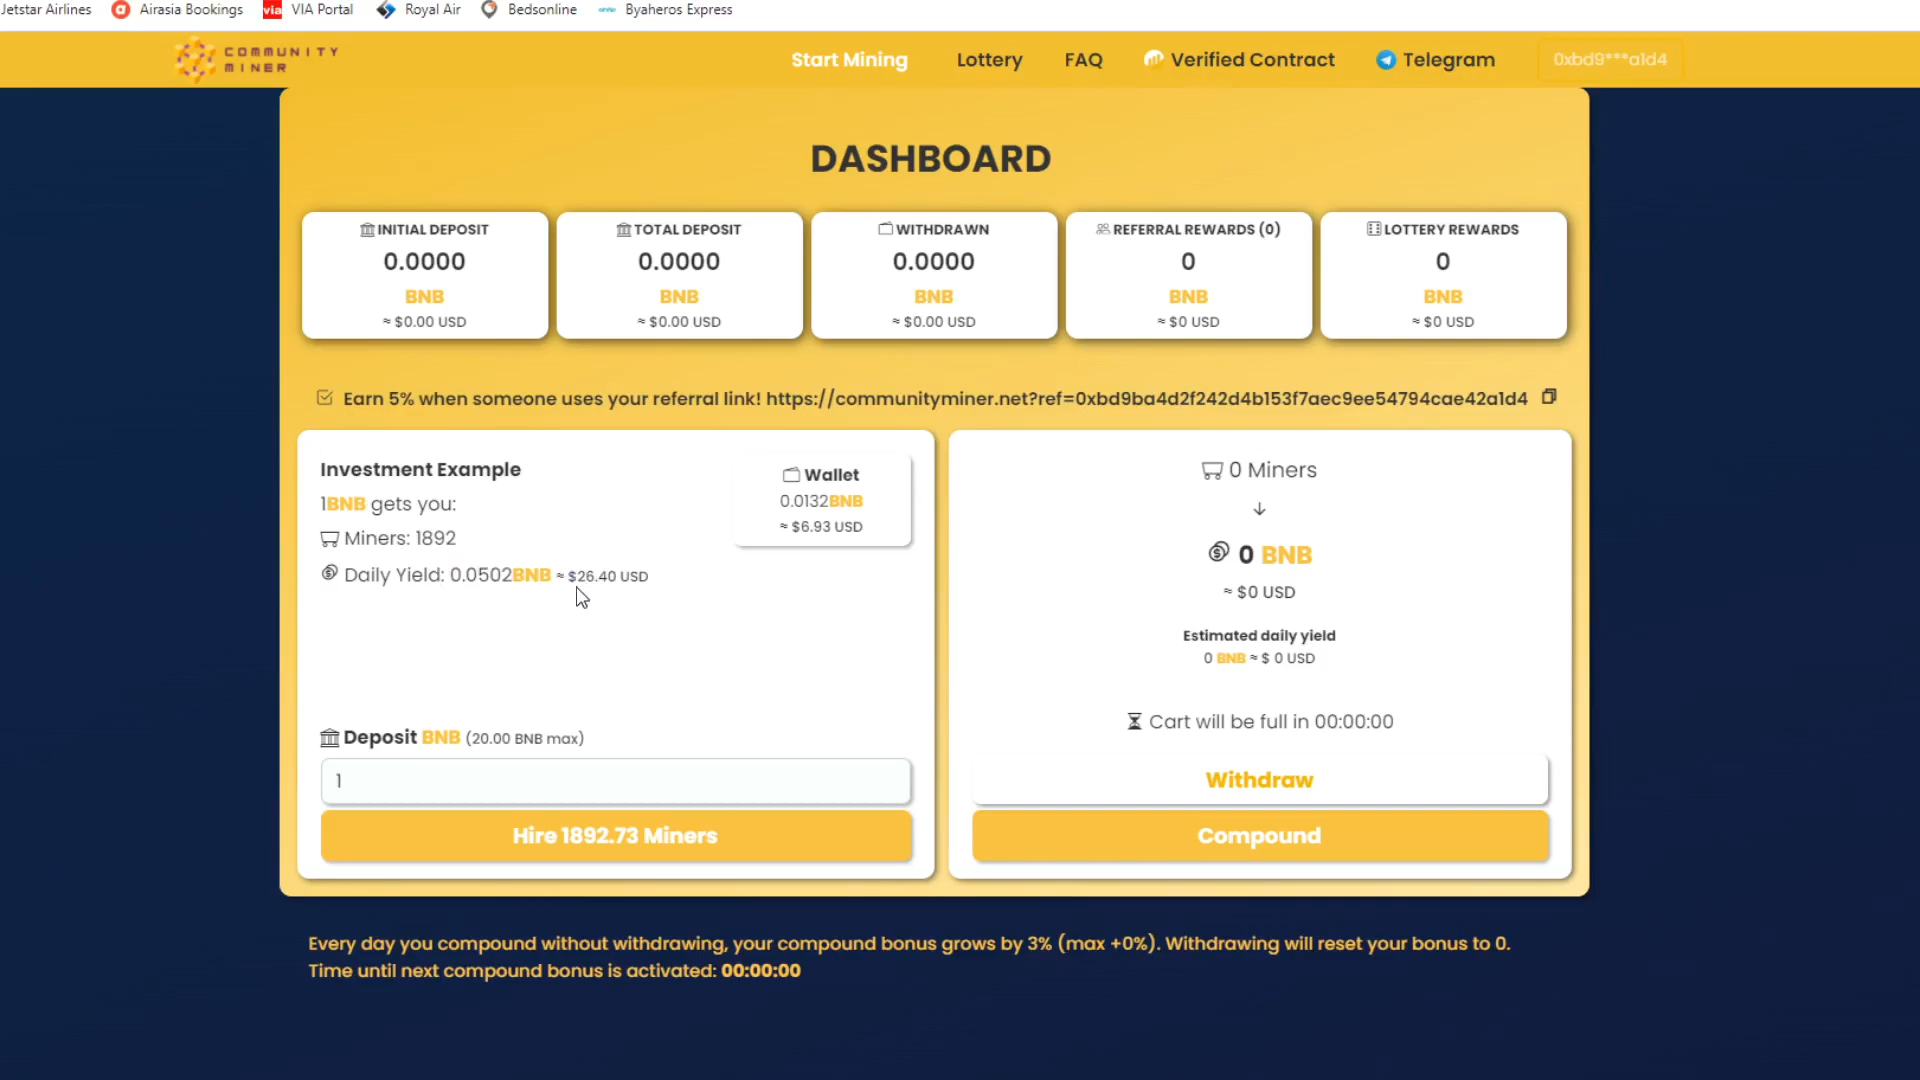 Jetstar Airlines Airasia Bookings via VIA Portal Royal Air Bedsonline Byaheros Express
COMMUNITY
MINER
Start Mining Lottery FAQ Verified Contract Telegram 0xbd9***a1d4
DASHBOARD
INITIAL DEPOSIT
0.0000
BNB
≈ $0.00 USD
TOTAL DEPOSIT
0.0000
BNB
≈ $0.00 USD
WITHDRAWN
0.0000
BNB
≈ $0.00 USD
REFERRAL REWARDS (0)
0
BNB
≈ $0 USD
LOTTERY REWARDS
0
BNB
≈ $0 USD
Earn 5% when someone uses your referral link! https://communityminer.net?ref=0xbd9ba4d2f242d4b153f7aec9ee54794cae42a1d4
Investment Example
1BNB gets you:
Miners: 1892
Daily Yield: 0.0502BNB ≈ $26.40 USD
Wallet
0.0132BNB
≈ $6.93 USD
Deposit BNB (20.00 BNB max)
1
Hire 1892.73 Miners
0 Miners
0 BNB
≈ $0 USD
Estimated daily yield
0 BNB ≈ $ 0 USD
Cart will be full in 00:00:00
Withdraw
Compound
Every day you compound without withdrawing, your compound bonus grows by 3% (max +0%). Withdrawing will reset your bonus to 0.
Time until next compound bonus is activated: 00:00:00